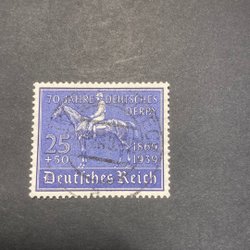 70 JAHRE DEUTSCHES
DERBY
25 1869
+50 1939
Deutsches Reich